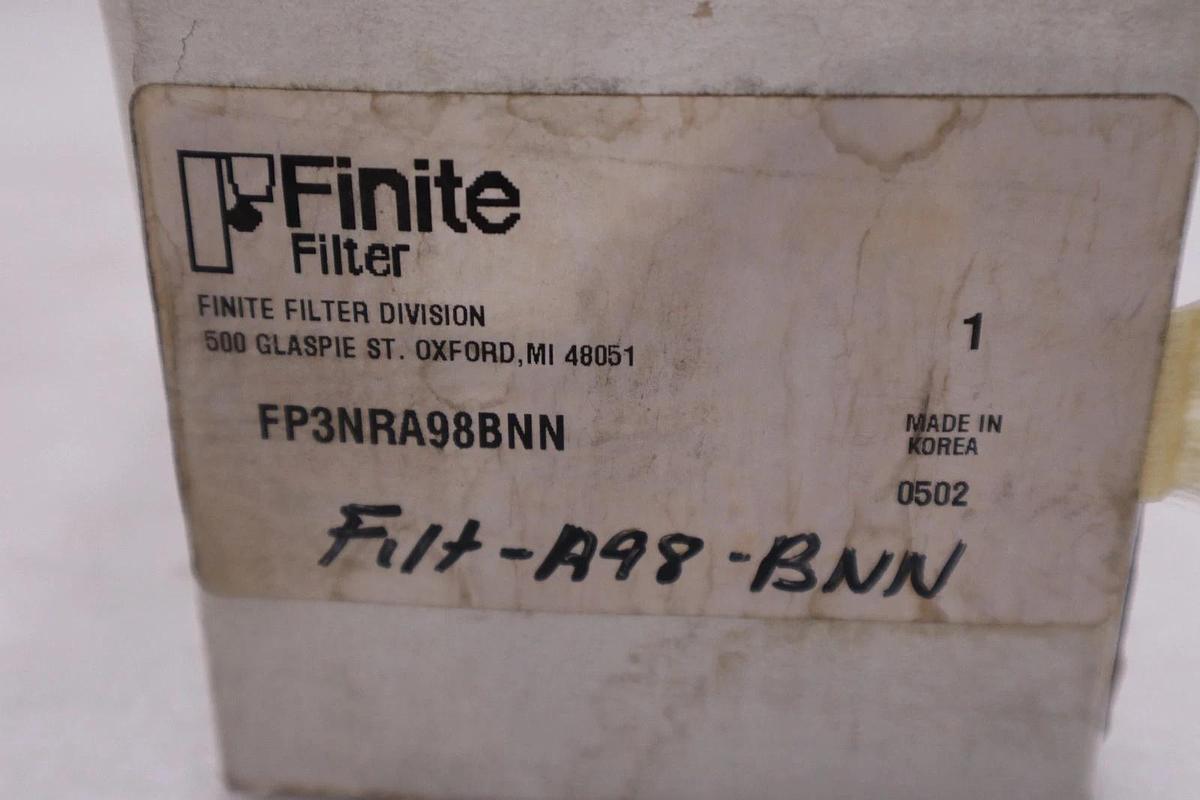 Finite
Filter
FINITE FILTER DIVISION
500 GLASPIE ST. OXFORD,MI 48051
1
FP3NRA98BNN
MADE IN
KOREA
0502
Filt-A98-BNN